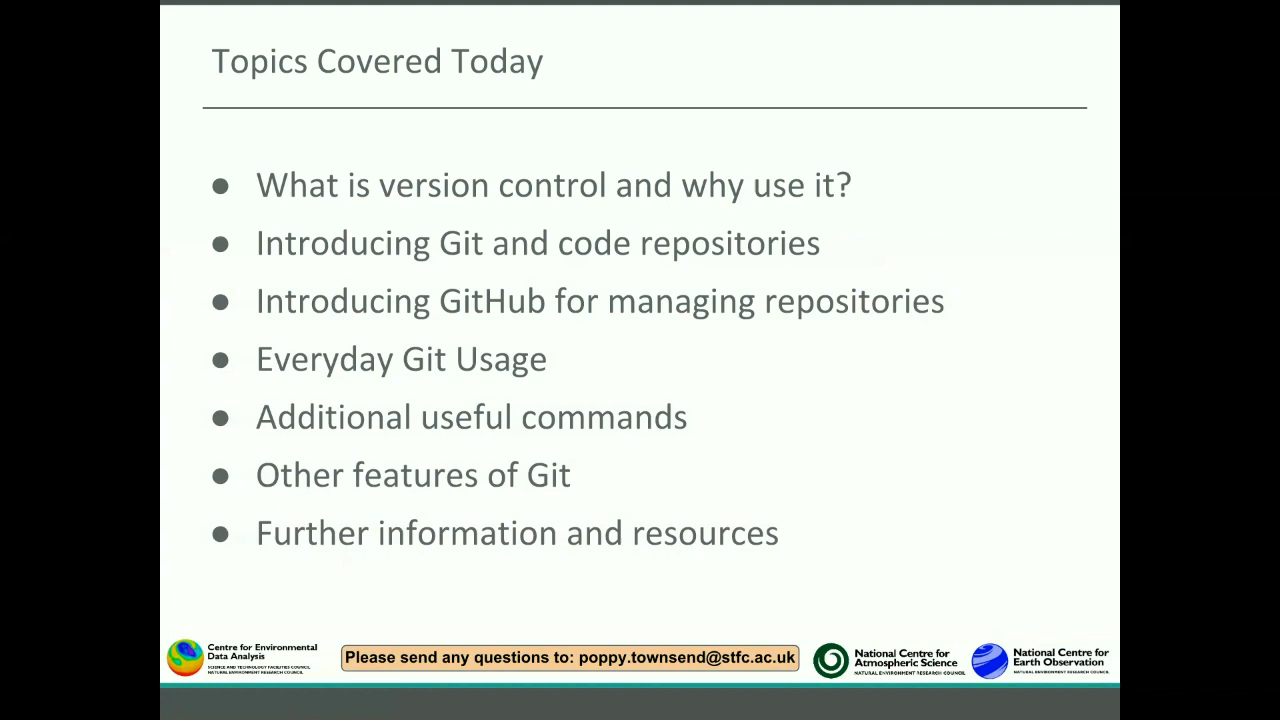 Topics Covered Today
● What is version control and why use it?
● Introducing Git and code repositories
● Introducing GitHub for managing repositories
● Everyday Git Usage
● Additional useful commands
● Other features of Git
● Further information and resources
Centre for Environmental
Data Analysis
SCIENCE AND TECHNOLOGY FACILITIES COUNCIL
NATURAL ENVIRONMENT RESEARCH COUNCIL
Please send any questions to: poppy.townsend@stfc.ac.uk
National Centre for
Atmospheric Science
NATURAL ENVIRONMENT RESEARCH COUNCIL
National Centre for
Earth Observation
NATURAL ENVIRONMENT RESEARCH COUNCIL